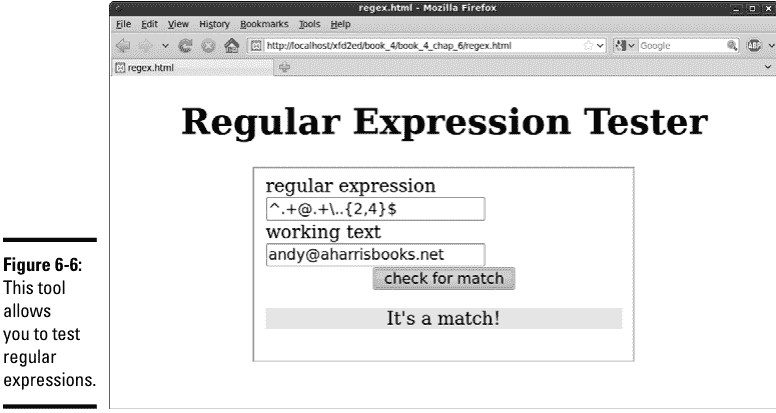 regex.html - Mozilla Firefox
File Edit View History Bookmarks Tools Help
http://localhost/xfd2ed/book_4/book_4_chap_6/regex.html
Google
ABP
regex.html
Regular Expression Tester
regular expression
^.+@.+\..{2,4}$
working text
andy@aharrisbooks.net
check for match
It's a match!
Figure 6-6:
This tool
allows
you to test
regular
expressions.